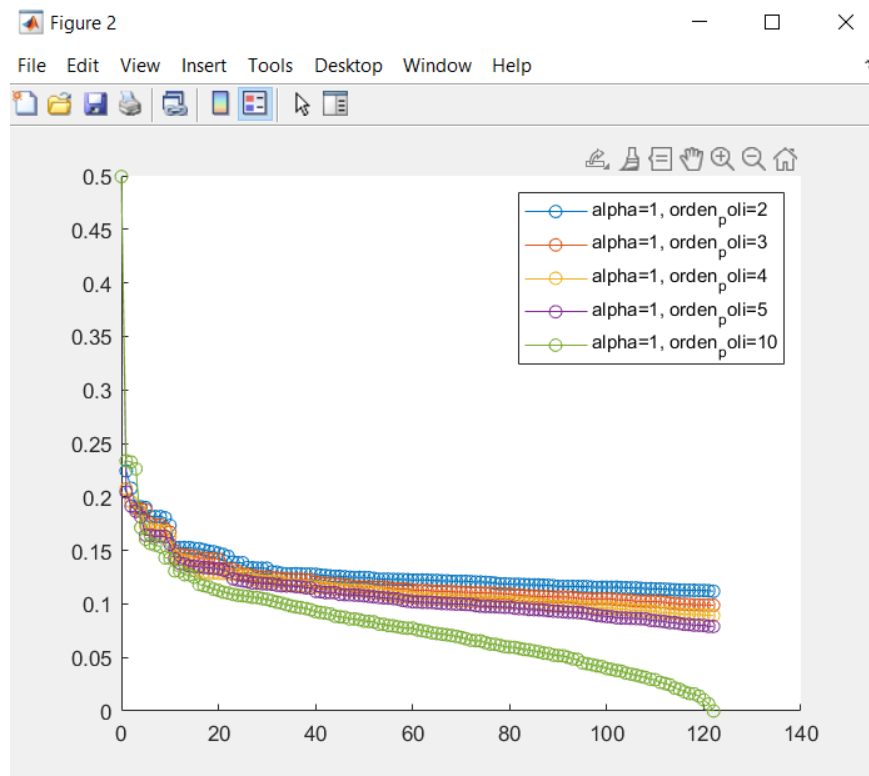 Figure 2
File Edit View Insert Tools Desktop Window Help
0.5
0.45
0.4
0.35
0.3
0.25
0.2
0.15
0.1
0.05
0
alpha=1, orden_poli=2
alpha=1, orden_poli=3
alpha=1, orden_poli=4
alpha=1, orden_poli=5
alpha=1, orden_poli=10
0 20 40 60 80 100 120 140